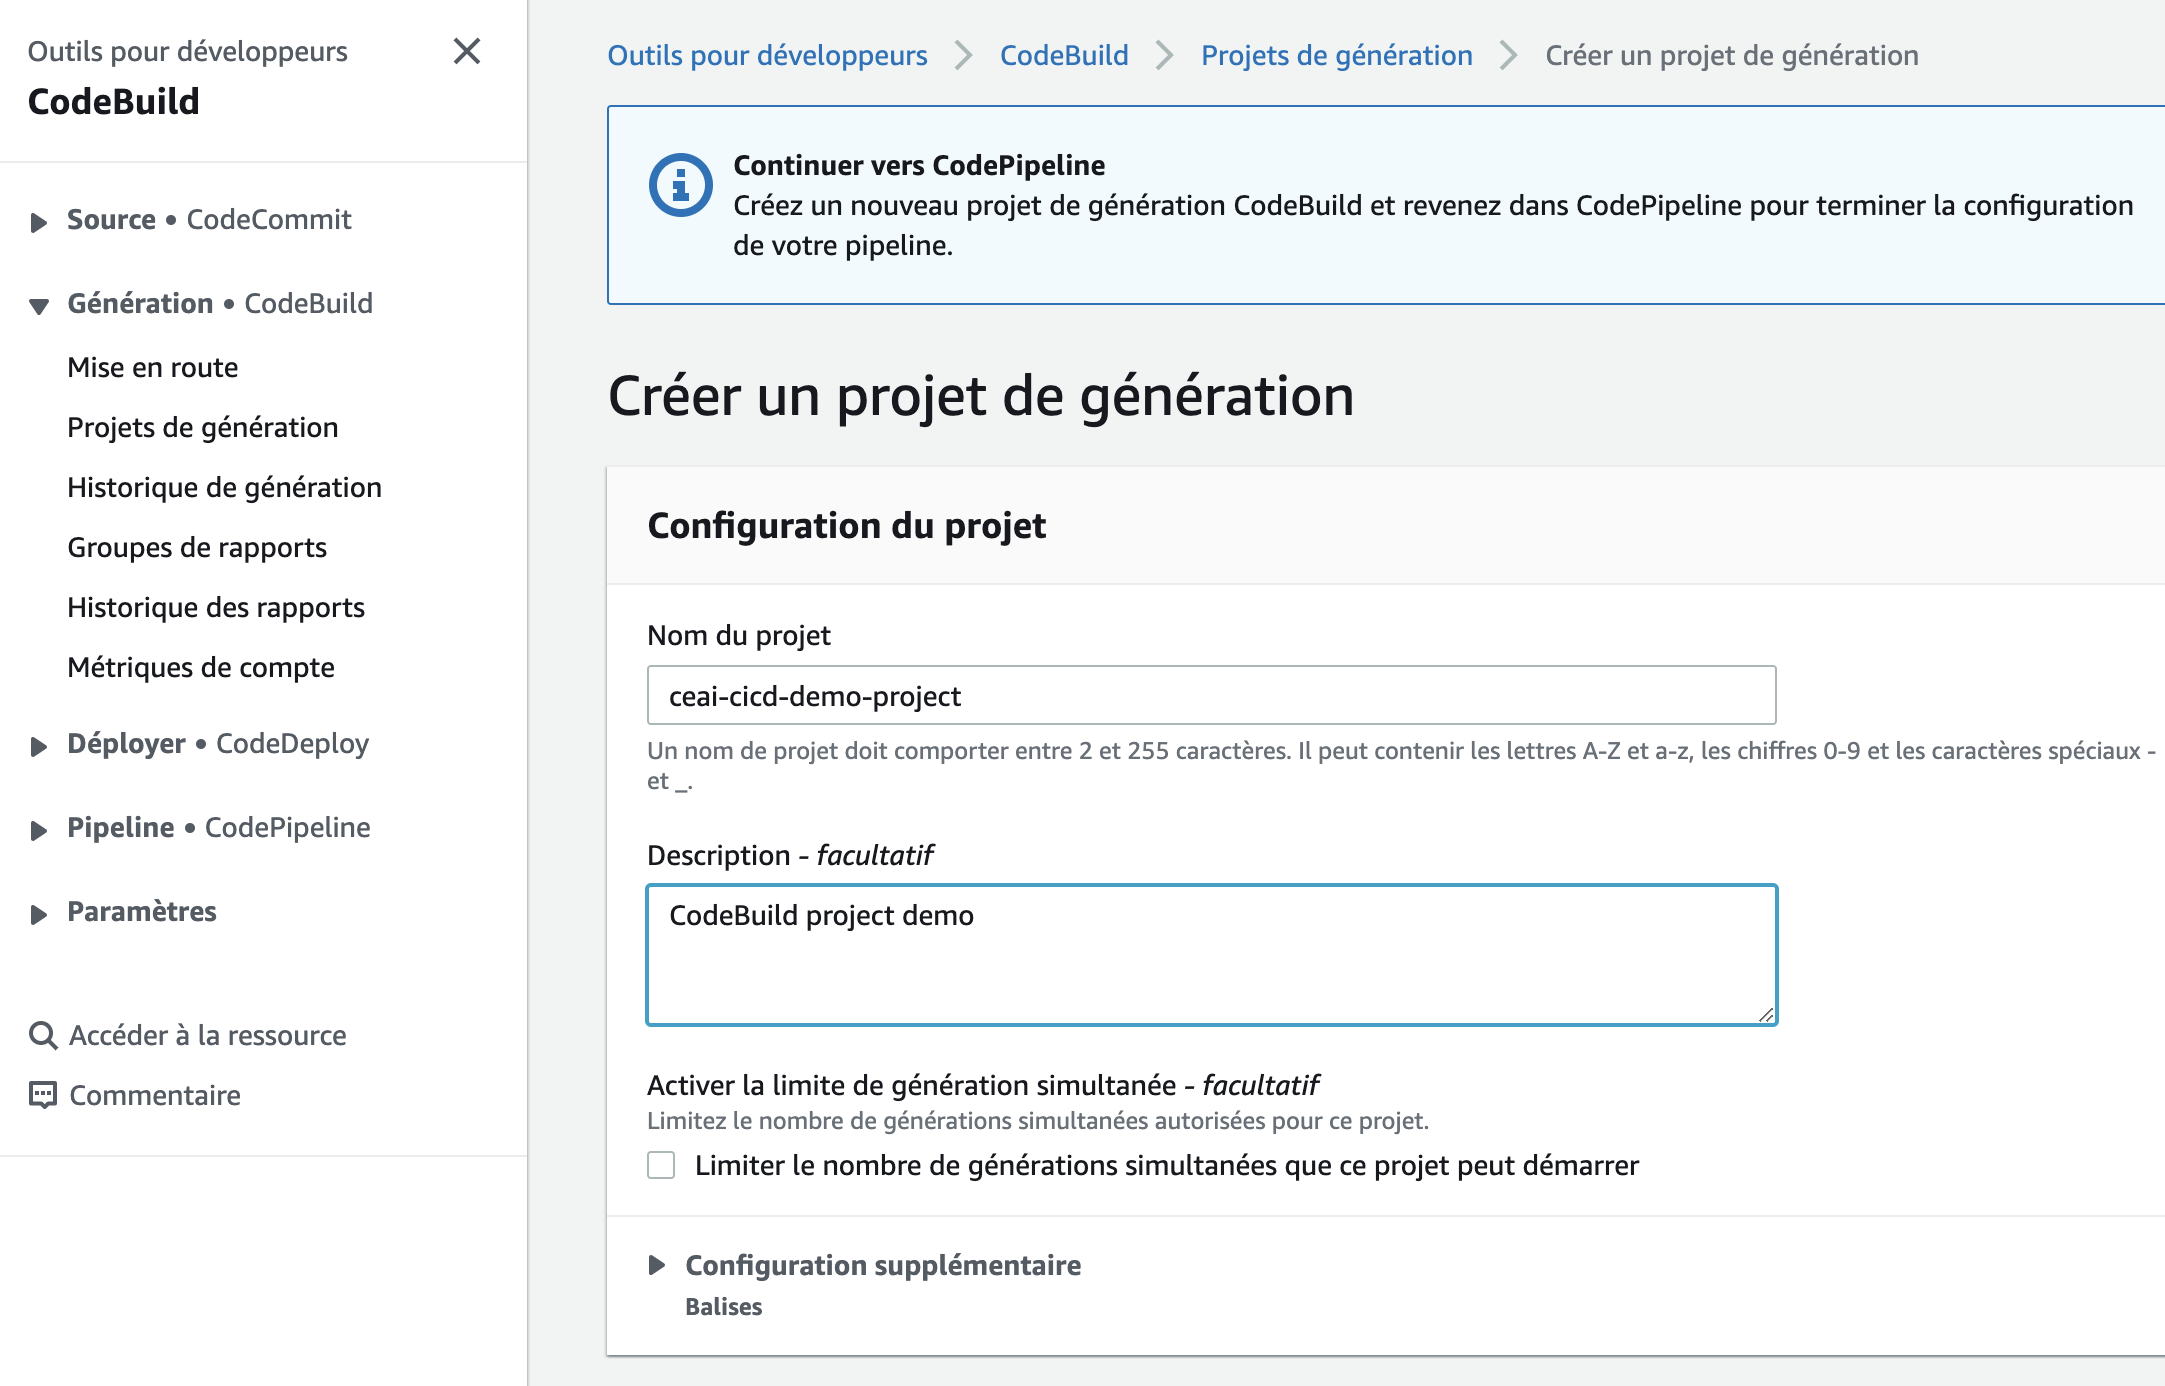 Outils pour développeurs
CodeBuild
Source • CodeCommit
Génération • CodeBuild
Mise en route
Projets de génération
Historique de génération
Groupes de rapports
Historique des rapports
Métriques de compte
Déployer • CodeDeploy
Pipeline • CodePipeline
Paramètres
Accéder à la ressource
Commentaire
Outils pour développeurs > CodeBuild > Projets de génération > Créer un projet de génération
Continuer vers CodePipeline
Créez un nouveau projet de génération CodeBuild et revenez dans CodePipeline pour terminer la configuration
de votre pipeline.
Créer un projet de génération
Configuration du projet
Nom du projet
ceai-cicd-demo-project
Un nom de projet doit comporter entre 2 et 255 caractères. Il peut contenir les lettres A-Z et a-z, les chiffres 0-9 et les caractères spéciaux -
et _.
Description - facultatif
CodeBuild project demo
Activer la limite de génération simultanée - facultatif
Limitez le nombre de générations simultanées autorisées pour ce projet.
Limiter le nombre de générations simultanées que ce projet peut démarrer
Configuration supplémentaire
Balises